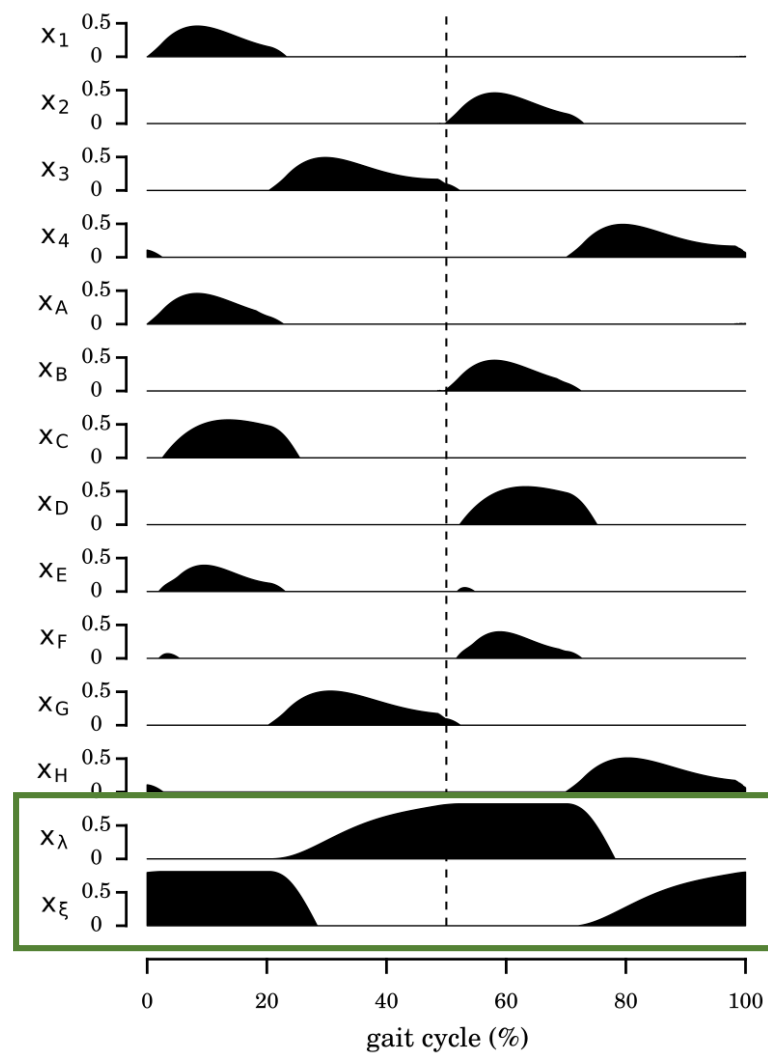 x1 0.5 0
x2 0.5 0
x3 0.5 0
x4 0.5 0
xA 0.5 0
xB 0.5 0
xC 0.5 0
xD 0.5 0
xE 0.5 0
xF 0.5 0
xG 0.5 0
xH 0.5 0
xλ 0.5 0
xξ 0.5 0
0 20 40 60 80 100
gait cycle (%)